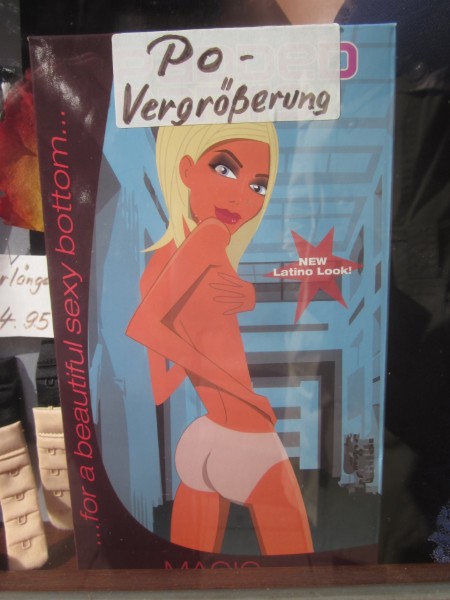 Po -
Vergrößerung
...for a beautiful sexy bottom...
NEW
Latino Look!
4.95